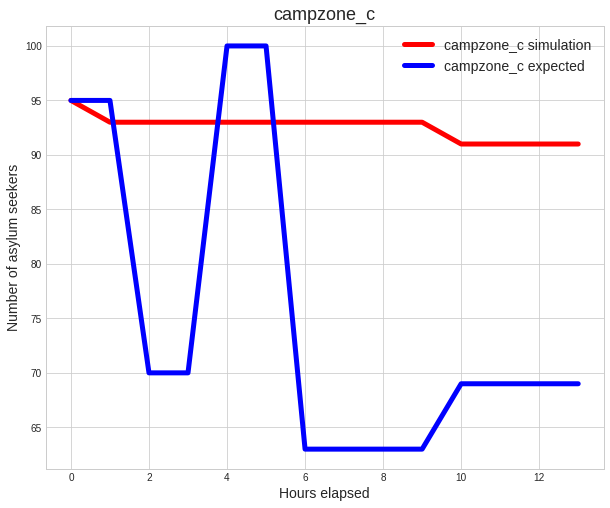 campzone_c
campzone_c simulation
campzone_c expected
100
95
90
85
80
75
70
65
Number of asylum seekers
0 2 4 6 8 10 12
Hours elapsed